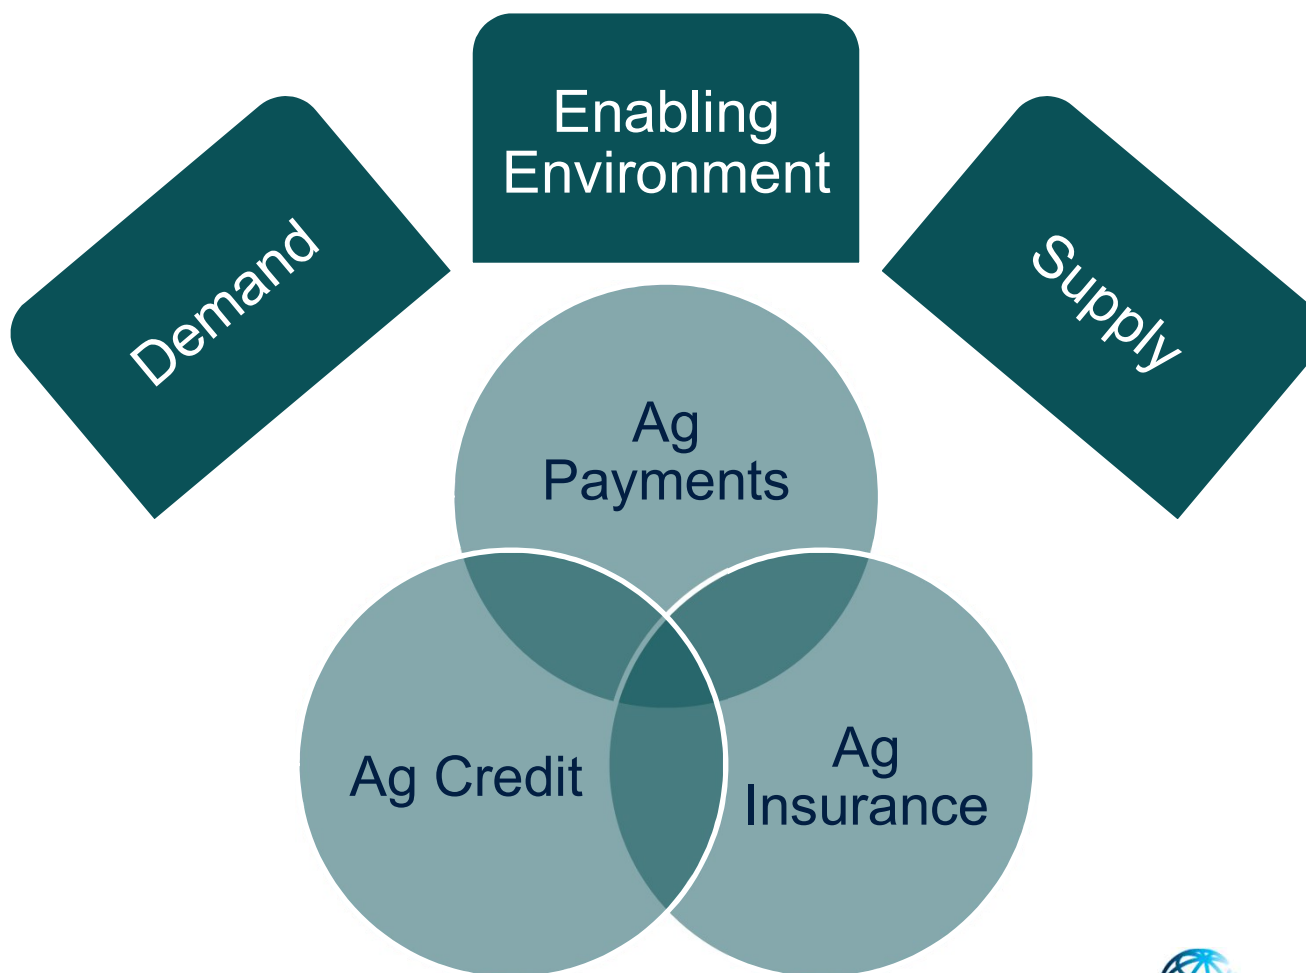 Enabling
Environment
Demand
Supply
Ag
Payments
Ag Credit
Ag
Insurance